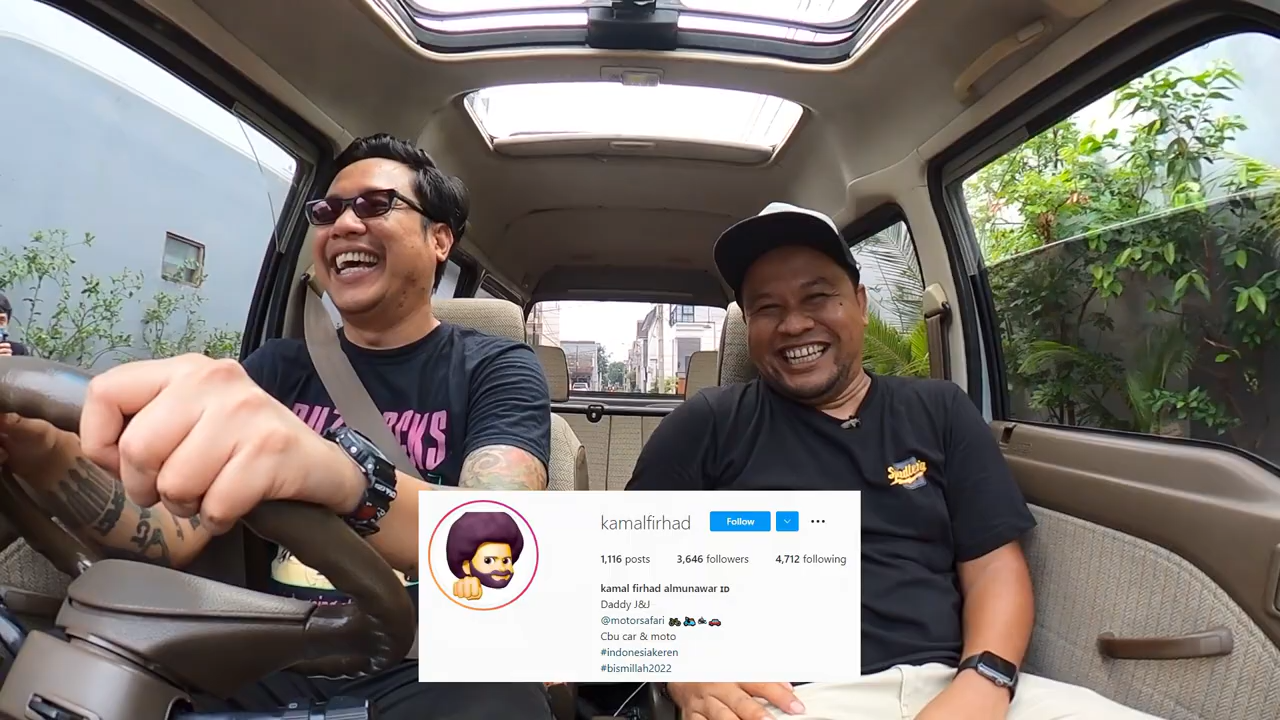 kamalfirhad
Follow
1,116 posts 3,646 followers 4,712 following
kamal firhad almunawar ID
Daddy J&J
@motorsafari 
Cbu car & moto
#indonesiakeren
#bismillah2022